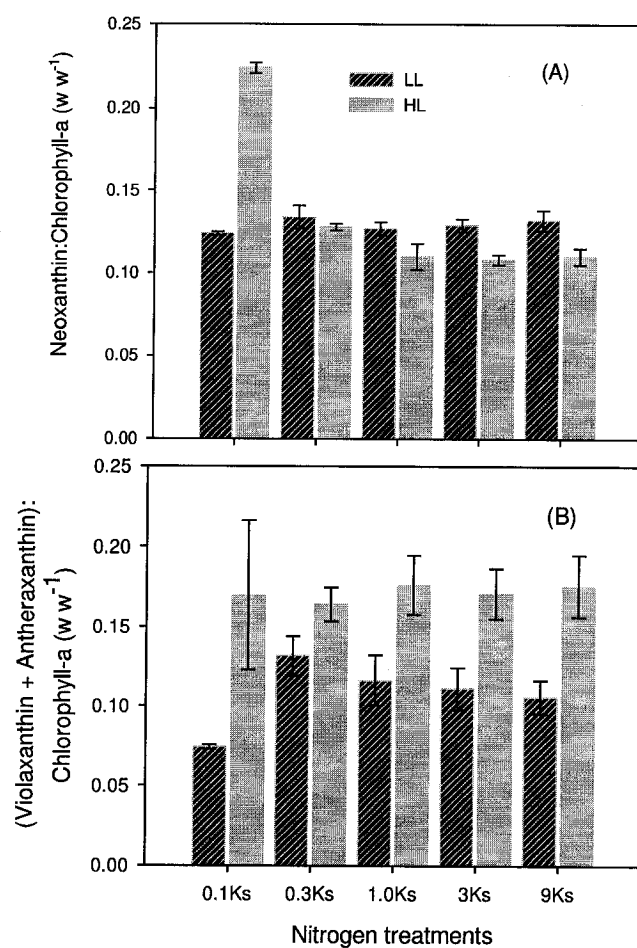 0.25
(A)
LL
HL
0.20
0.15
0.10
0.05
0.00
Neoxanthin:Chlorophyll-a (w w⁻¹)
0.25
(B)
0.20
0.15
0.10
0.05
0.00
(Violaxanthin + Antheraxanthin):
Chlorophyll-a (w w⁻¹)
0.1Ks 0.3Ks 1.0Ks 3Ks 9Ks
Nitrogen treatments